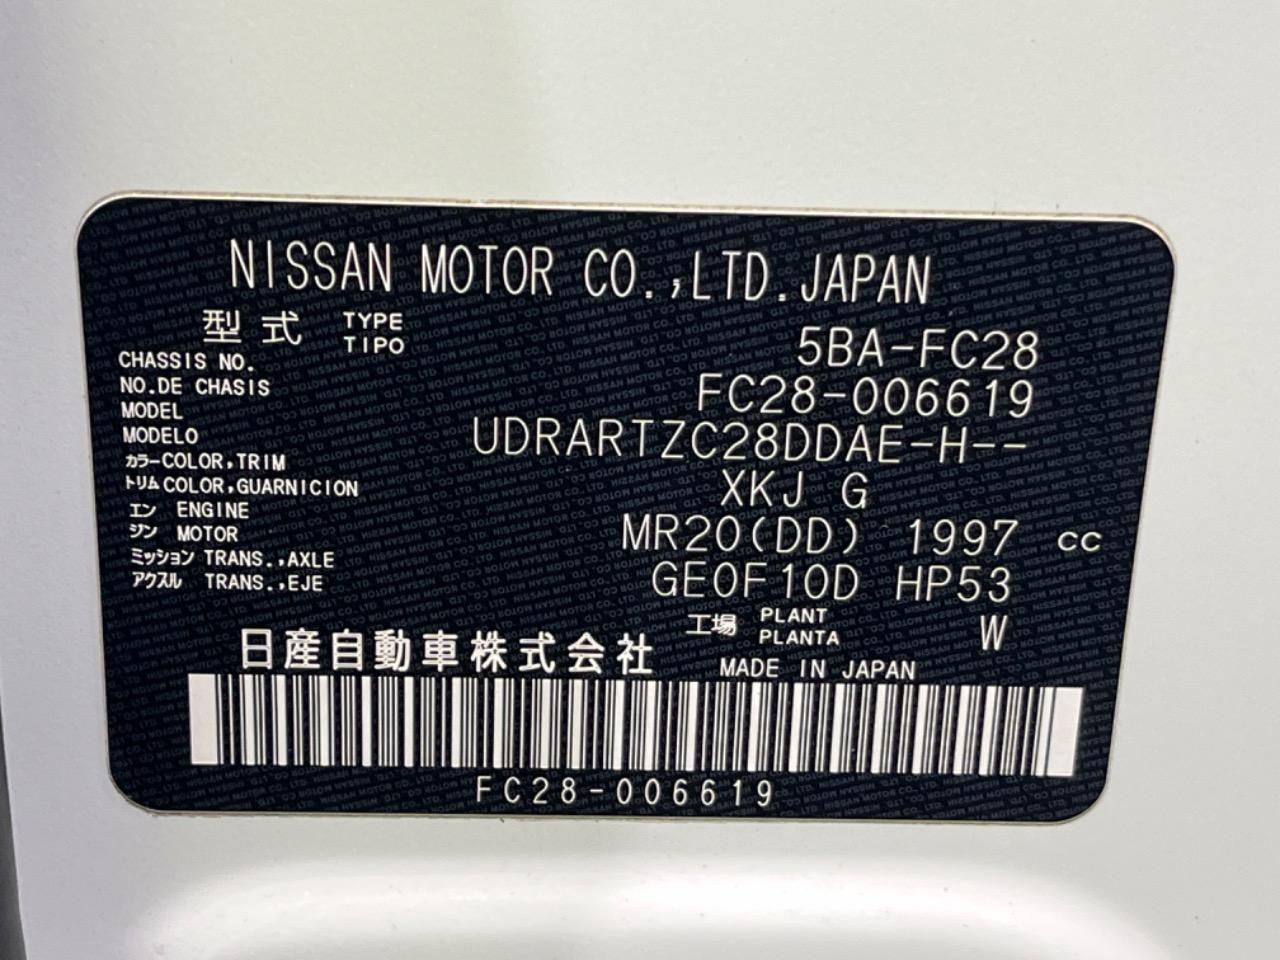 NISSAN MOTOR CO.,LTD.JAPAN
型式 TYPE TIPO 5BA-FC28
CHASSIS NO.
NO.DE CHASIS FC28-006619
MODEL
MODELO UDRARTZC28DDAE-H--
カラー COLOR,TRIM
トリム COLOR,GUARNICION XKJ G
エン ENGINE
ジン MOTOR MR20(DD) 1997 cc
ミッション TRANS.,AXLE
アクスル TRANS.,EJE GE0F10D HP53
工場 PLANT PLANTA W
日産自動車株式会社 MADE IN JAPAN
FC28-006619